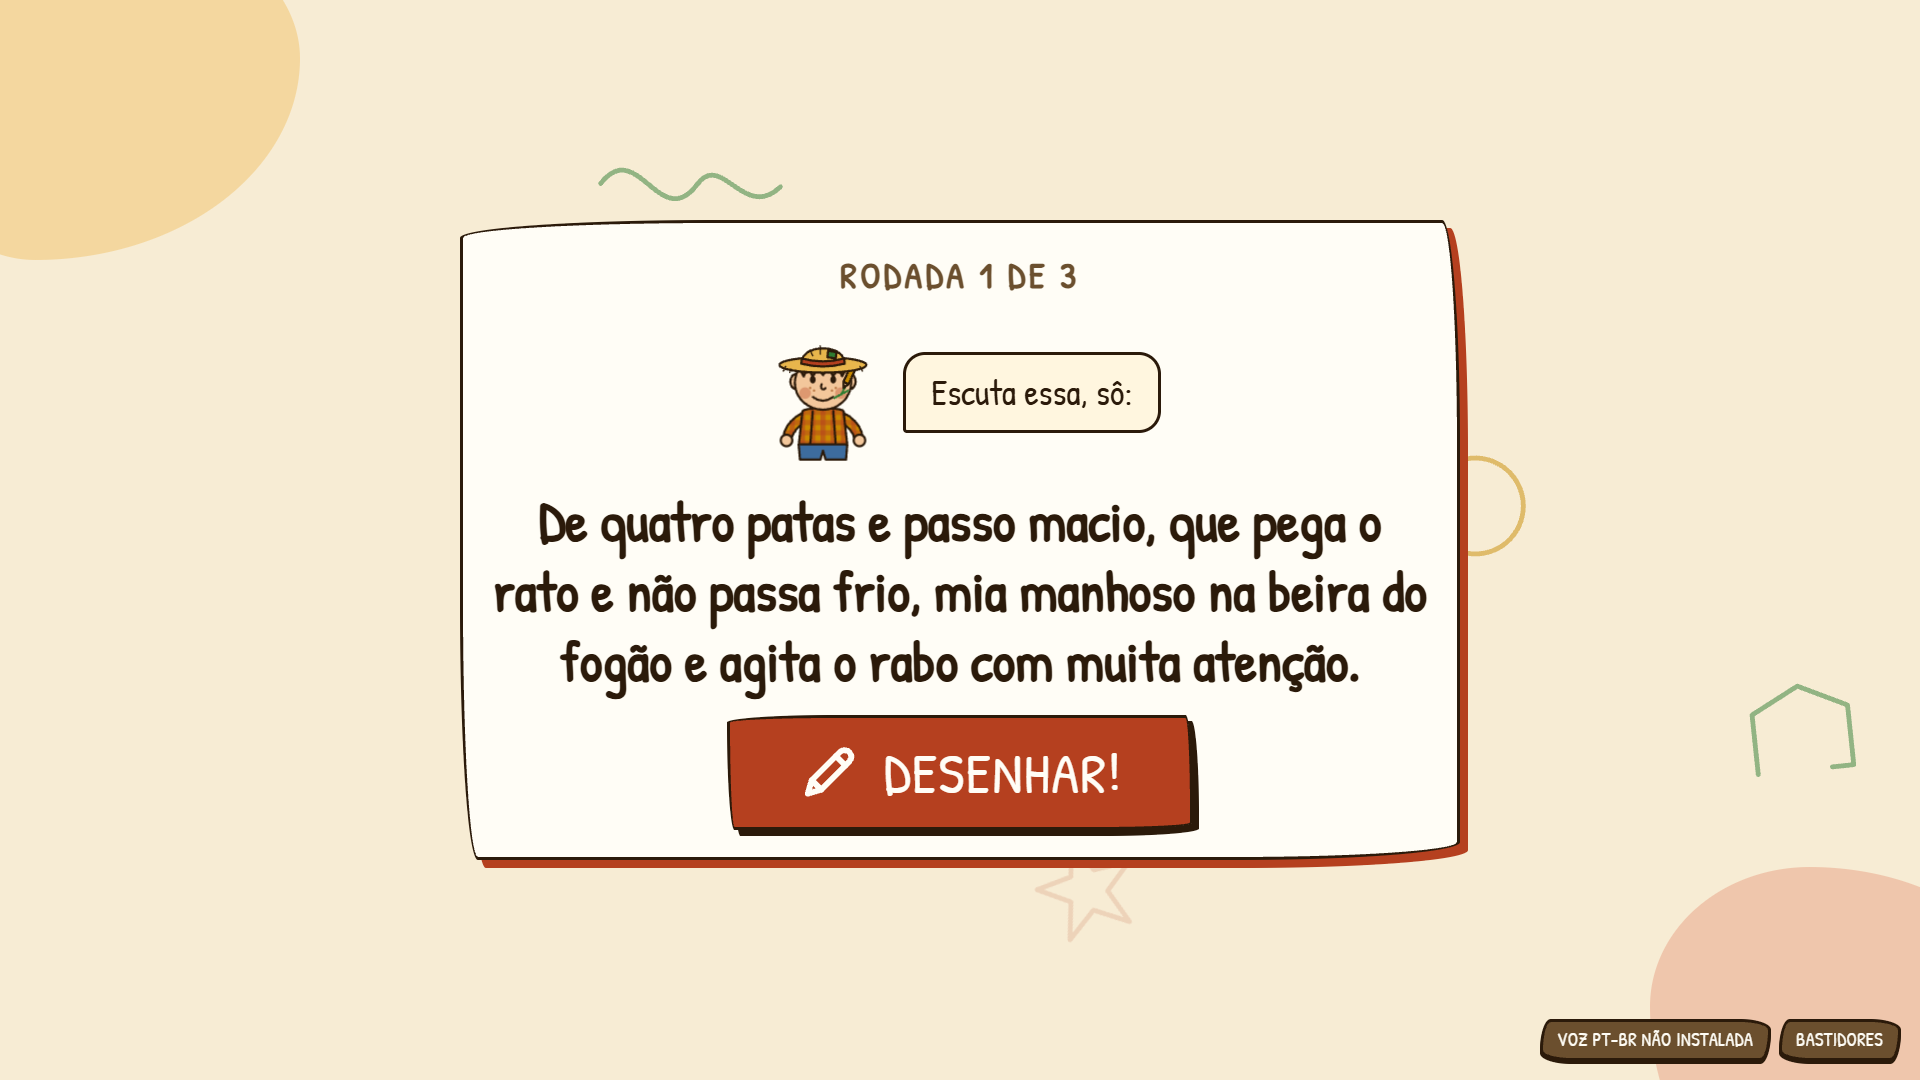 RODADA 1 DE 3
Escuta essa, sô:
De quatro patas e passo macio, que pega o
rato e não passa frio, mia manhoso na beira do
fogão e agita o rabo com muita atenção.
DESENHAR!
VOZ PT-BR NÃO INSTALADA
BASTIDORES